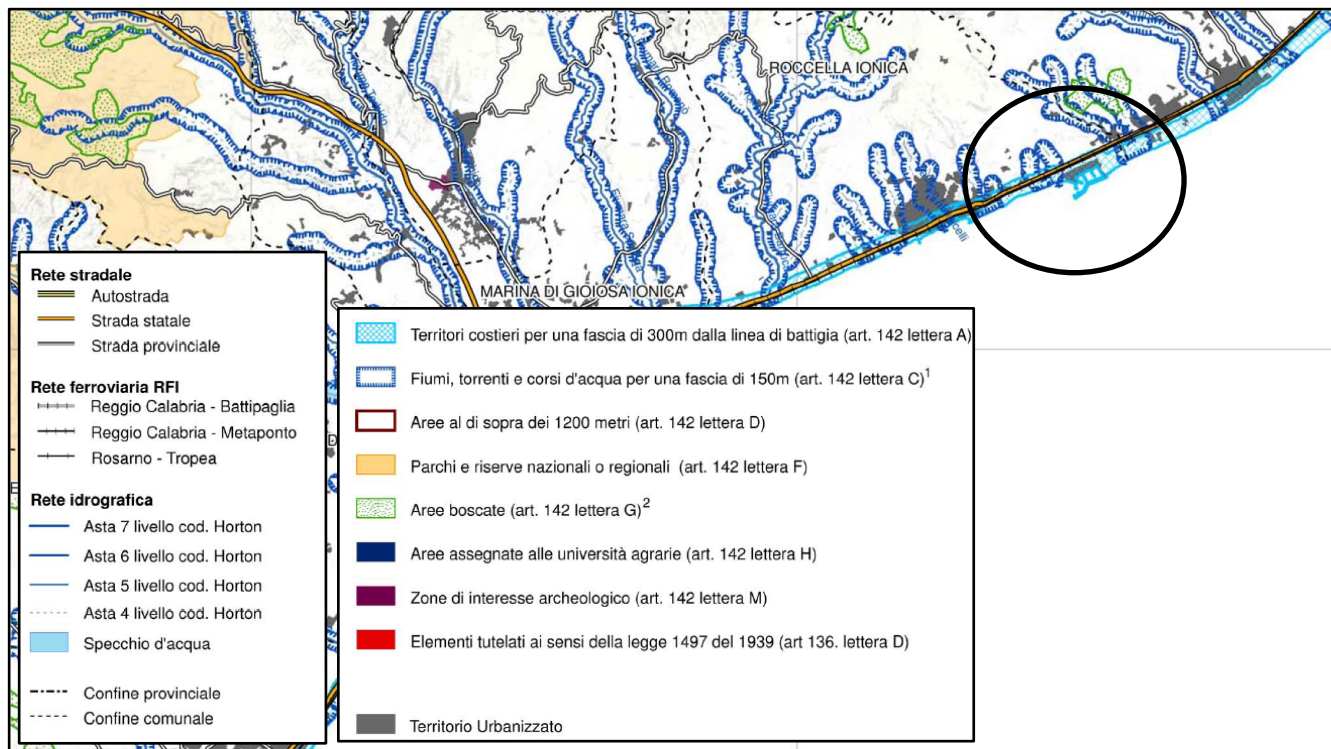 ROCCELLA IONICA
MARINA DI GIOIOSA IONICA
Rete stradale
Autostrada
Strada statale
Strada provinciale
Rete ferroviaria RFI
Reggio Calabria - Battipaglia
Reggio Calabria - Metaponto
Rosarno - Tropea
Rete idrografica
Asta 7 livello cod. Horton
Asta 6 livello cod. Horton
Asta 5 livello cod. Horton
Asta 4 livello cod. Horton
Specchio d'acqua
Confine provinciale
Confine comunale
Territori costieri per una fascia di 300m dalla linea di battigia (art. 142 lettera A)
Fiumi, torrenti e corsi d'acqua per una fascia di 150m (art. 142 lettera C)¹
Aree al di sopra dei 1200 metri (art. 142 lettera D)
Parchi e riserve nazionali o regionali (art. 142 lettera F)
Aree boscate (art. 142 lettera G)²
Aree assegnate alle università agrarie (art. 142 lettera H)
Zone di interesse archeologico (art. 142 lettera M)
Elementi tutelati ai sensi della legge 1497 del 1939 (art 136. lettera D)
Territorio Urbanizzato